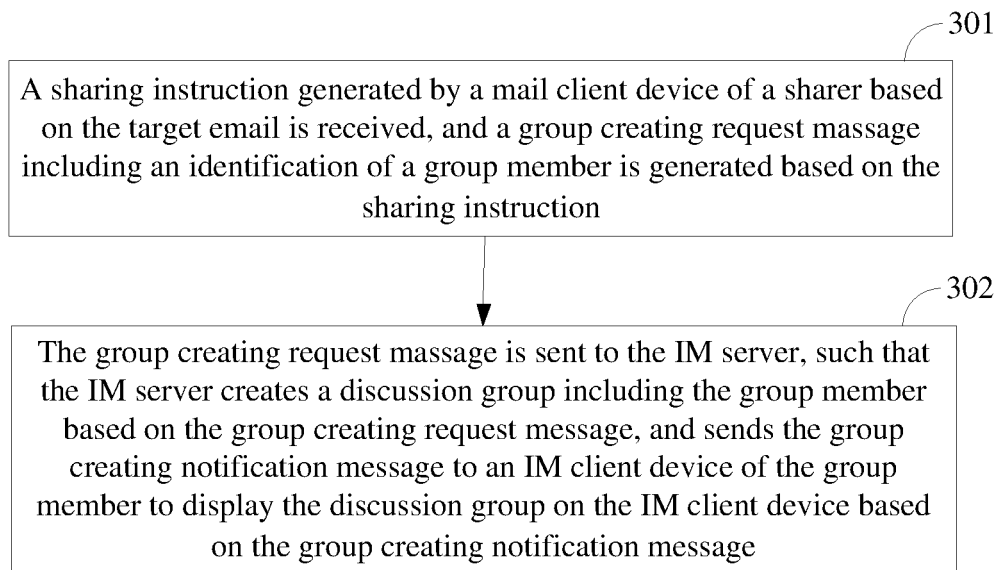 301
A sharing instruction generated by a mail client device of a sharer based
on the target email is received, and a group creating request massage
including an identification of a group member is generated based on the
sharing instruction
302
The group creating request massage is sent to the IM server, such that
the IM server creates a discussion group including the group member
based on the group creating request message, and sends the group
creating notification message to an IM client device of the group
member to display the discussion group on the IM client device based
on the group creating notification message